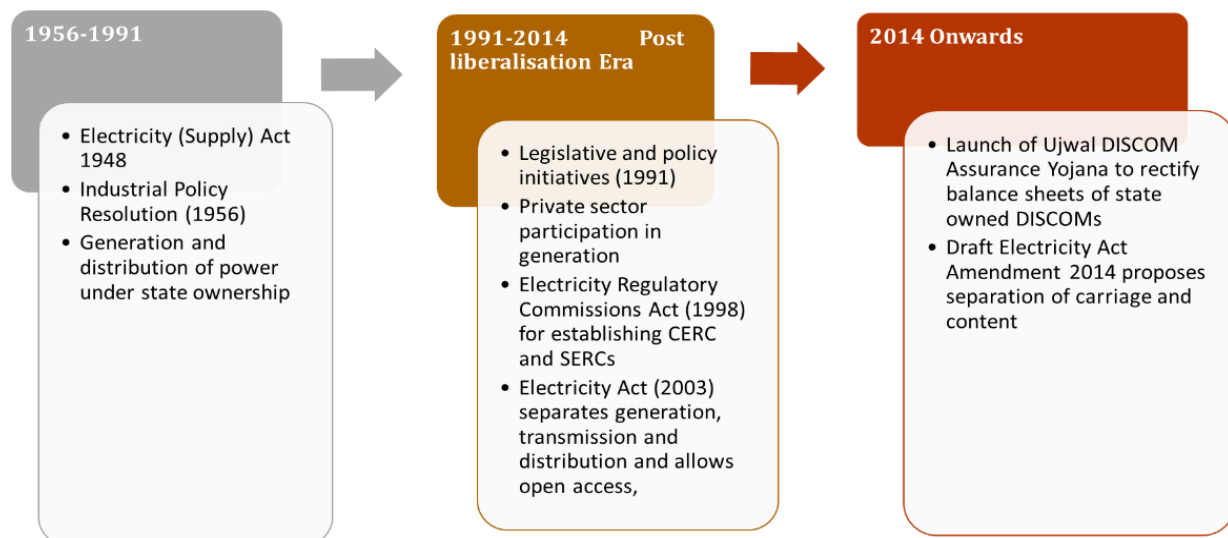 1956-1991
• Electricity (Supply) Act
1948
• Industrial Policy
Resolution (1956)
• Generation and
distribution of power
under state ownership
1991-2014 Post
liberalisation Era
• Legislative and policy
initiatives (1991)
• Private sector
participation in
generation
• Electricity Regulatory
Commissions Act (1998)
for establishing CERC
and SERCs
• Electricity Act (2003)
separates generation,
transmission and
distribution and allows
open access,
2014 Onwards
• Launch of Ujwal DISCOM
Assurance Yojana to rectify
balance sheets of state
owned DISCOMs
• Draft Electricity Act
Amendment 2014 proposes
separation of carriage and
content